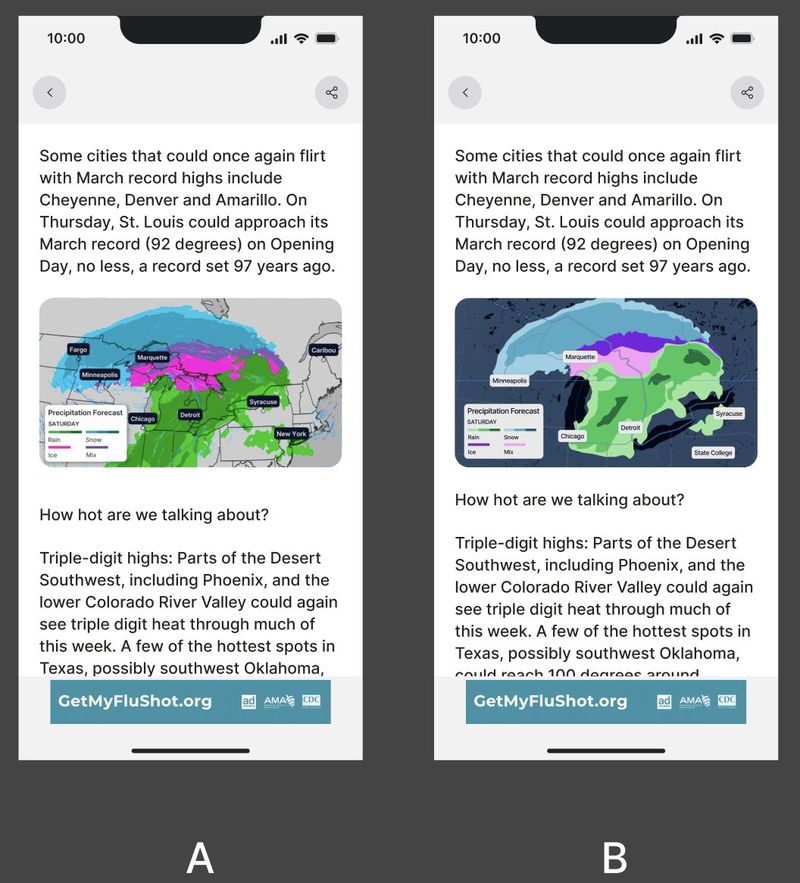 10:00
Some cities that could once again flirt
with March record highs include
Cheyenne, Denver and Amarillo. On
Thursday, St. Louis could approach its
March record (92 degrees) on Opening
Day, no less, a record set 97 years ago.
Fargo
Marquette
Caribou
Minneapolis
Syracuse
Chicago
Detroit
New York
Precipitation Forecast
SATURDAY
Rain
Snow
Ice
Mix
How hot are we talking about?
Triple-digit highs: Parts of the Desert
Southwest, including Phoenix, and the
lower Colorado River Valley could again
see triple digit heat through much of
this week. A few of the hottest spots in
Texas, possibly southwest Oklahoma,
GetMyFluShot.org
ad
AMA
CDC
A
10:00
Some cities that could once again flirt
with March record highs include
Cheyenne, Denver and Amarillo. On
Thursday, St. Louis could approach its
March record (92 degrees) on Opening
Day, no less, a record set 97 years ago.
Marquette
Minneapolis
Syracuse
Detroit
Chicago
State College
Precipitation Forecast
SATURDAY
Rain
Snow
Ice
Mix
How hot are we talking about?
Triple-digit highs: Parts of the Desert
Southwest, including Phoenix, and the
lower Colorado River Valley could again
see triple digit heat through much of
this week. A few of the hottest spots in
Texas, possibly southwest Oklahoma,
could reach 100 degrees around
GetMyFluShot.org
ad
AMA
CDC
B